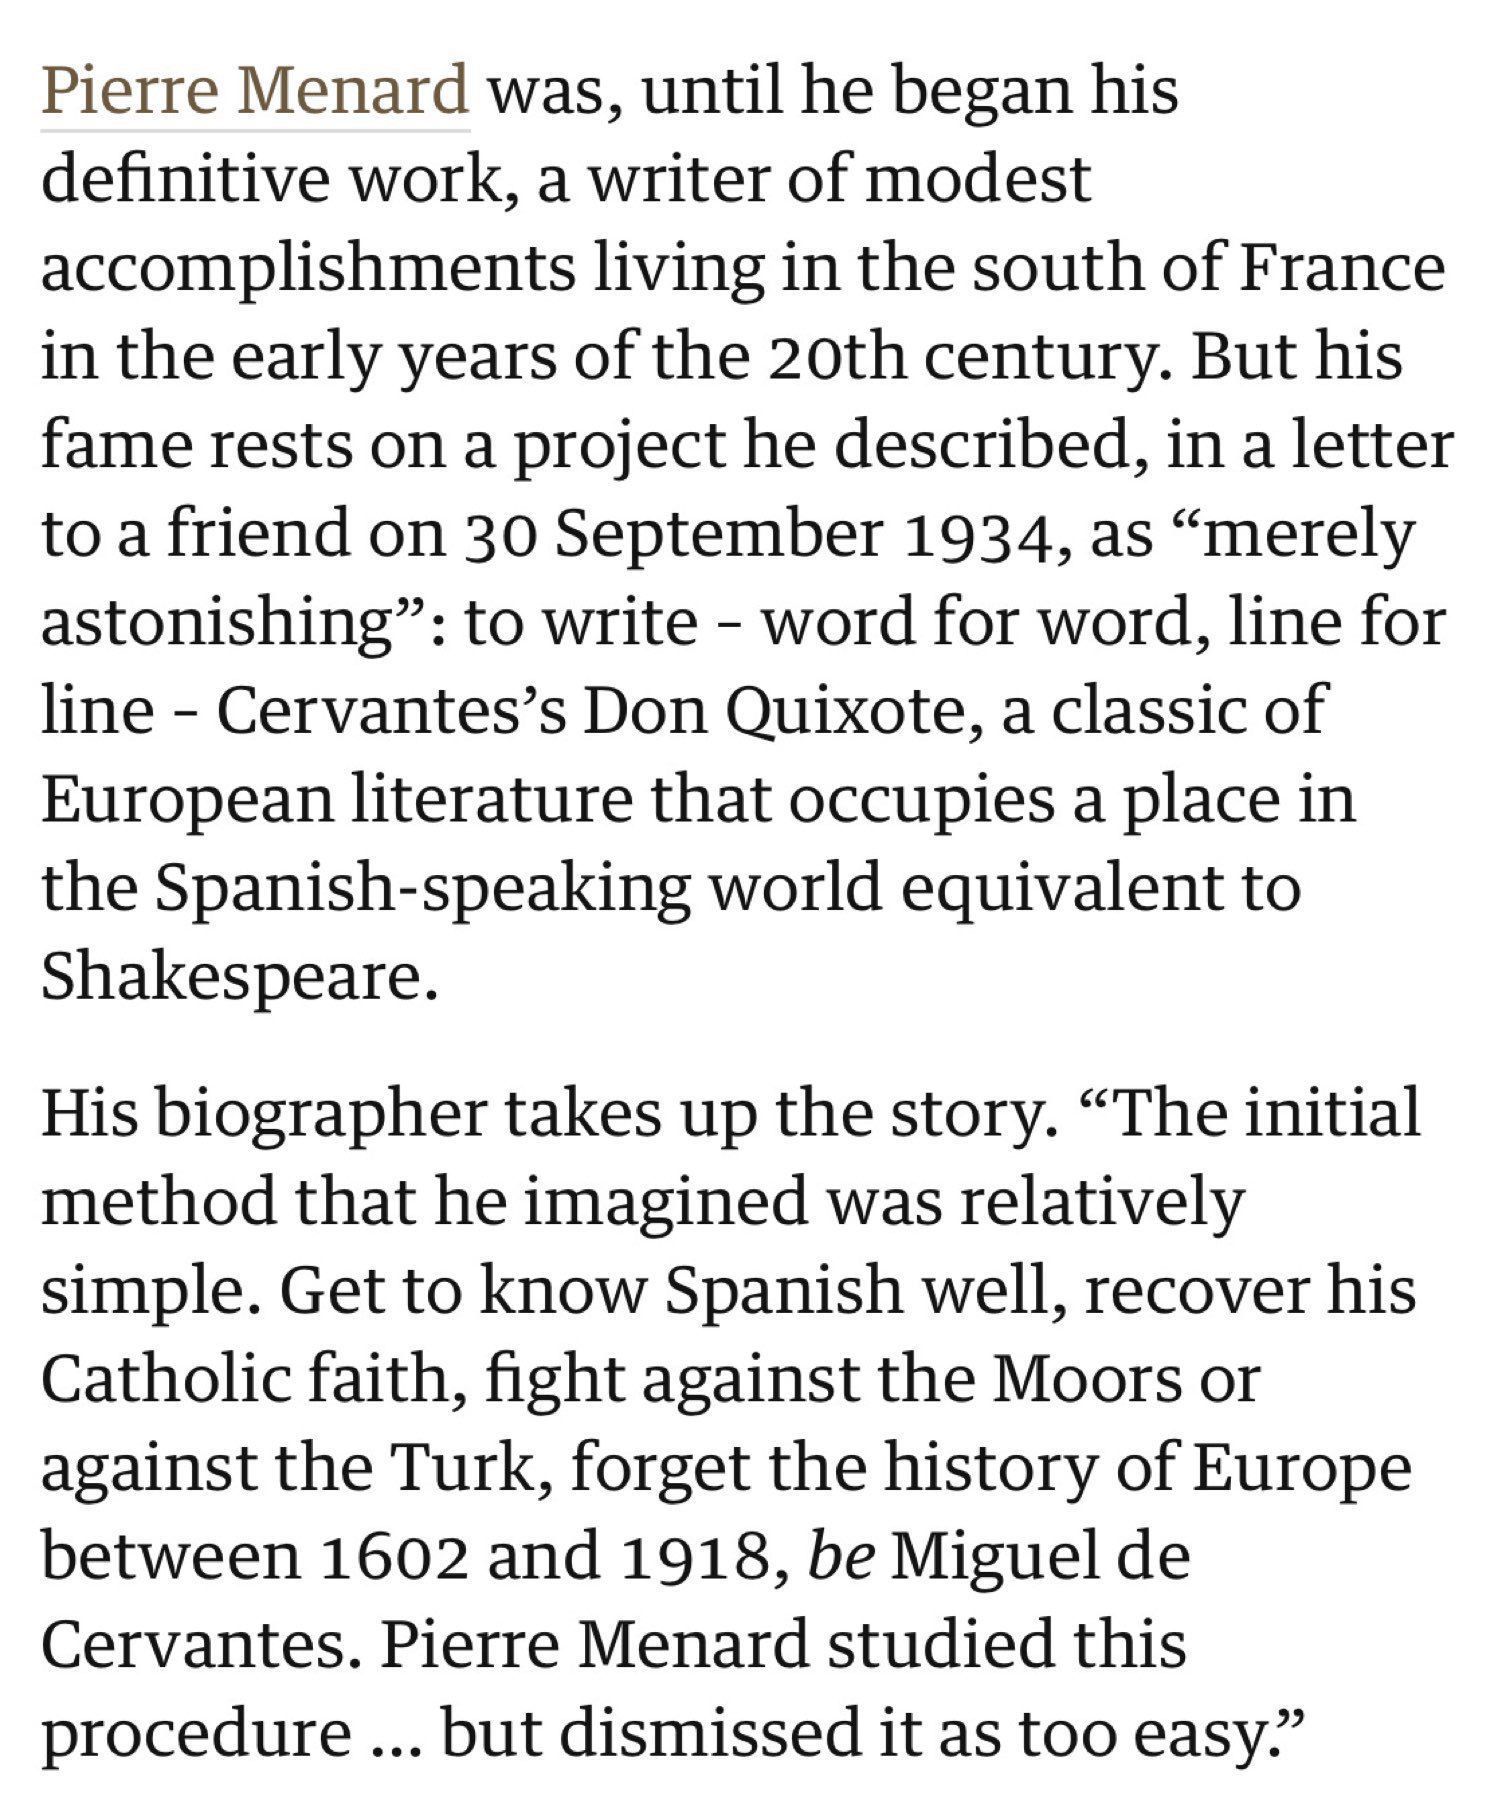 Pierre Menard was, until he began his
definitive work, a writer of modest
accomplishments living in the south of France
in the early years of the 20th century. But his
fame rests on a project he described, in a letter
to a friend on 30 September 1934, as “merely
astonishing”: to write – word for word, line for
line – Cervantes’s Don Quixote, a classic of
European literature that occupies a place in
the Spanish-speaking world equivalent to
Shakespeare.
His biographer takes up the story. “The initial
method that he imagined was relatively
simple. Get to know Spanish well, recover his
Catholic faith, fight against the Moors or
against the Turk, forget the history of Europe
between 1602 and 1918, be Miguel de
Cervantes. Pierre Menard studied this
procedure ... but dismissed it as too easy.”